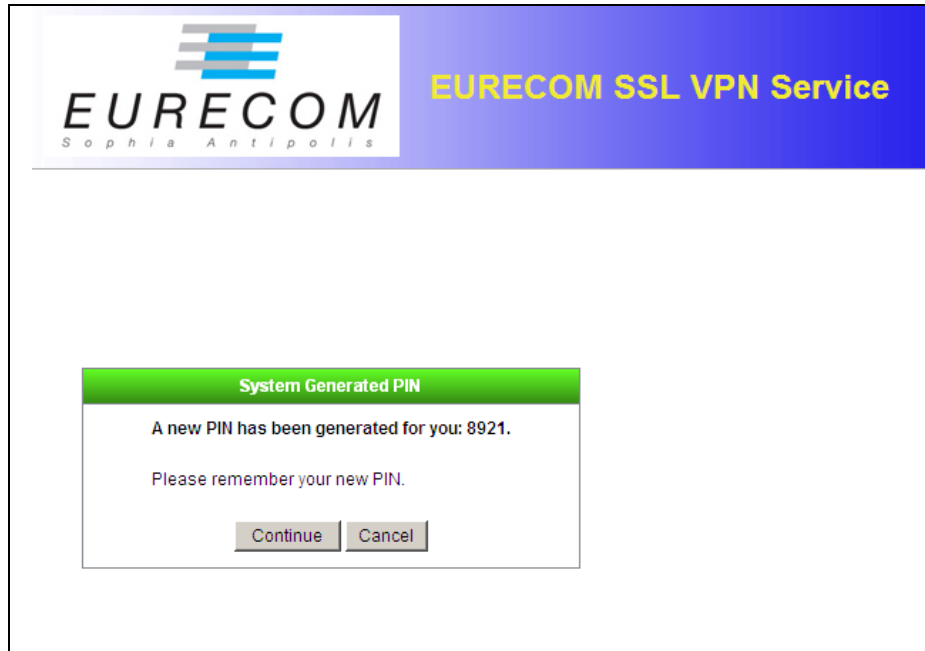 EURECOM
Sophia Antipolis
EURECOM SSL VPN Service
System Generated PIN
A new PIN has been generated for you: 8921.
Please remember your new PIN.
Continue Cancel